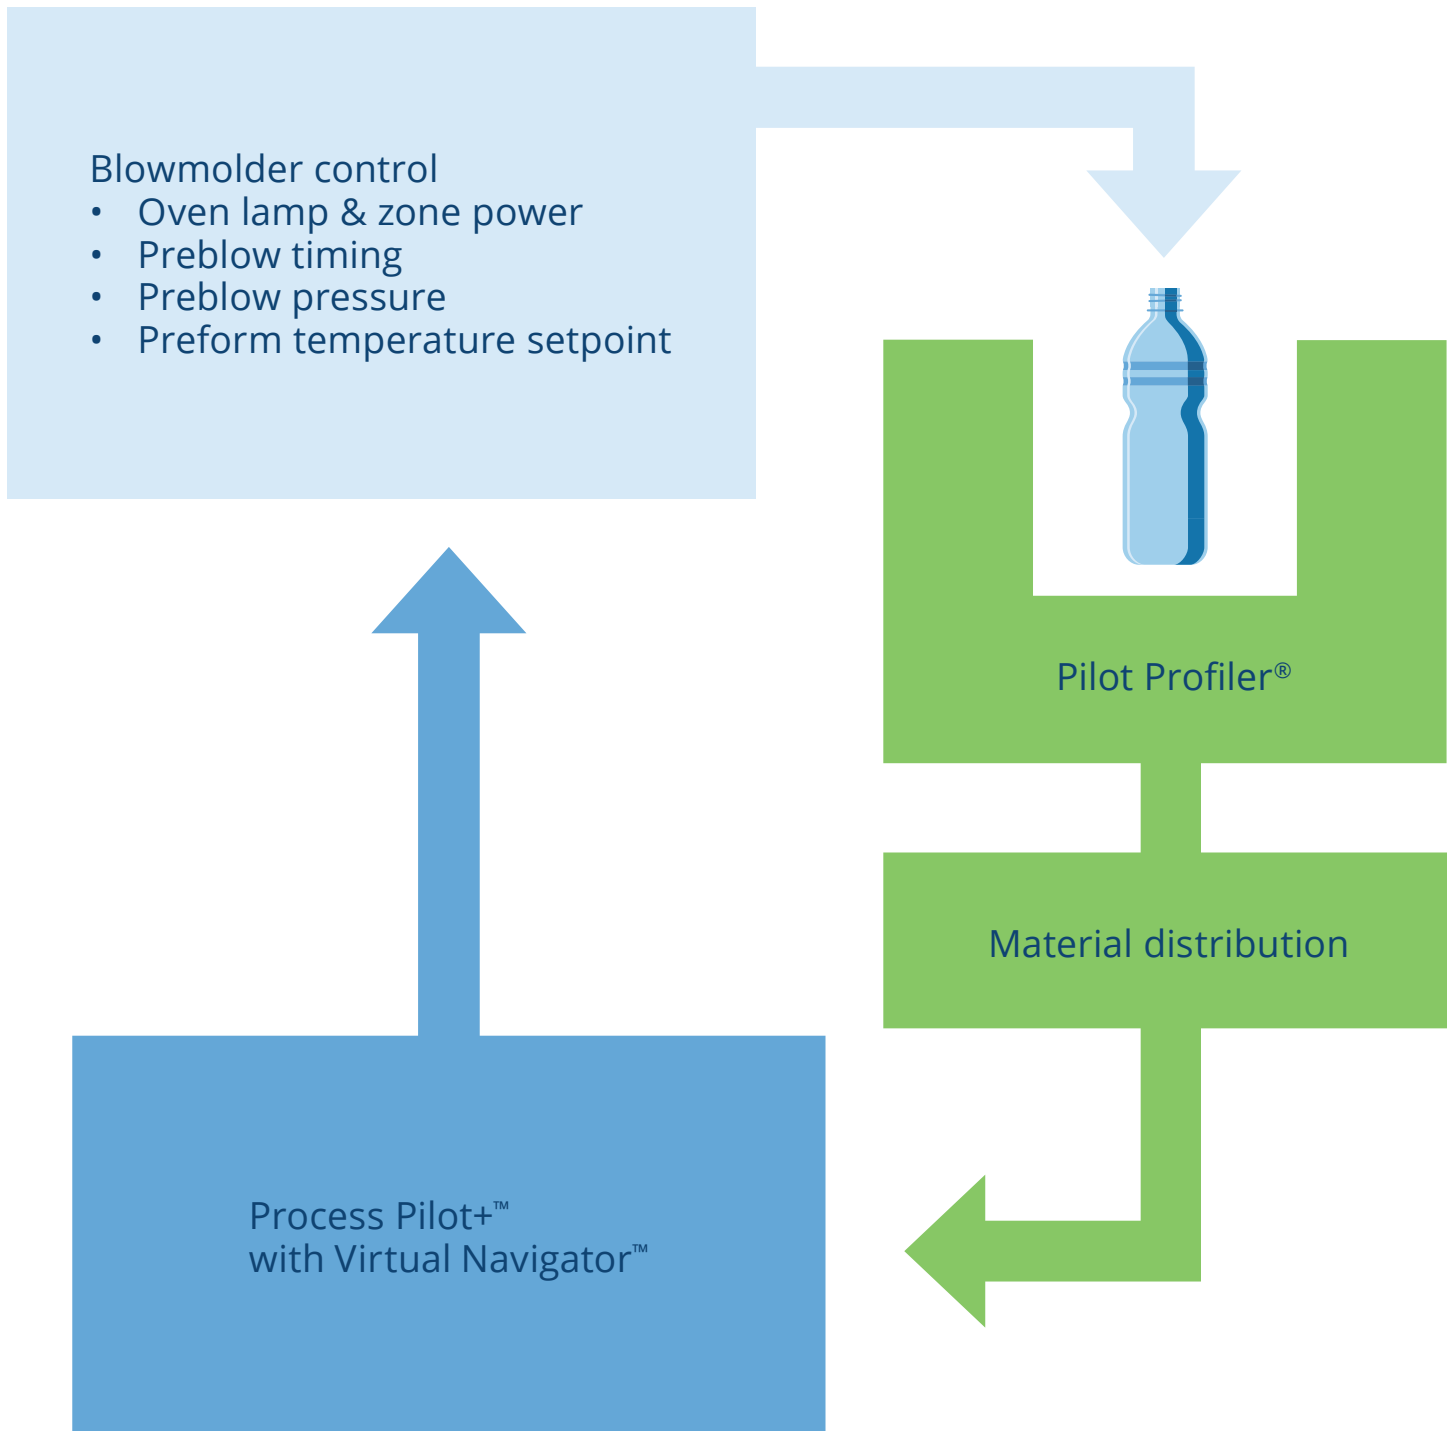 Blowmolder control
• Oven lamp & zone power
• Preblow timing
• Preblow pressure
• Preform temperature setpoint
Pilot Profiler®
Material distribution
Process Pilot+™
with Virtual Navigator™